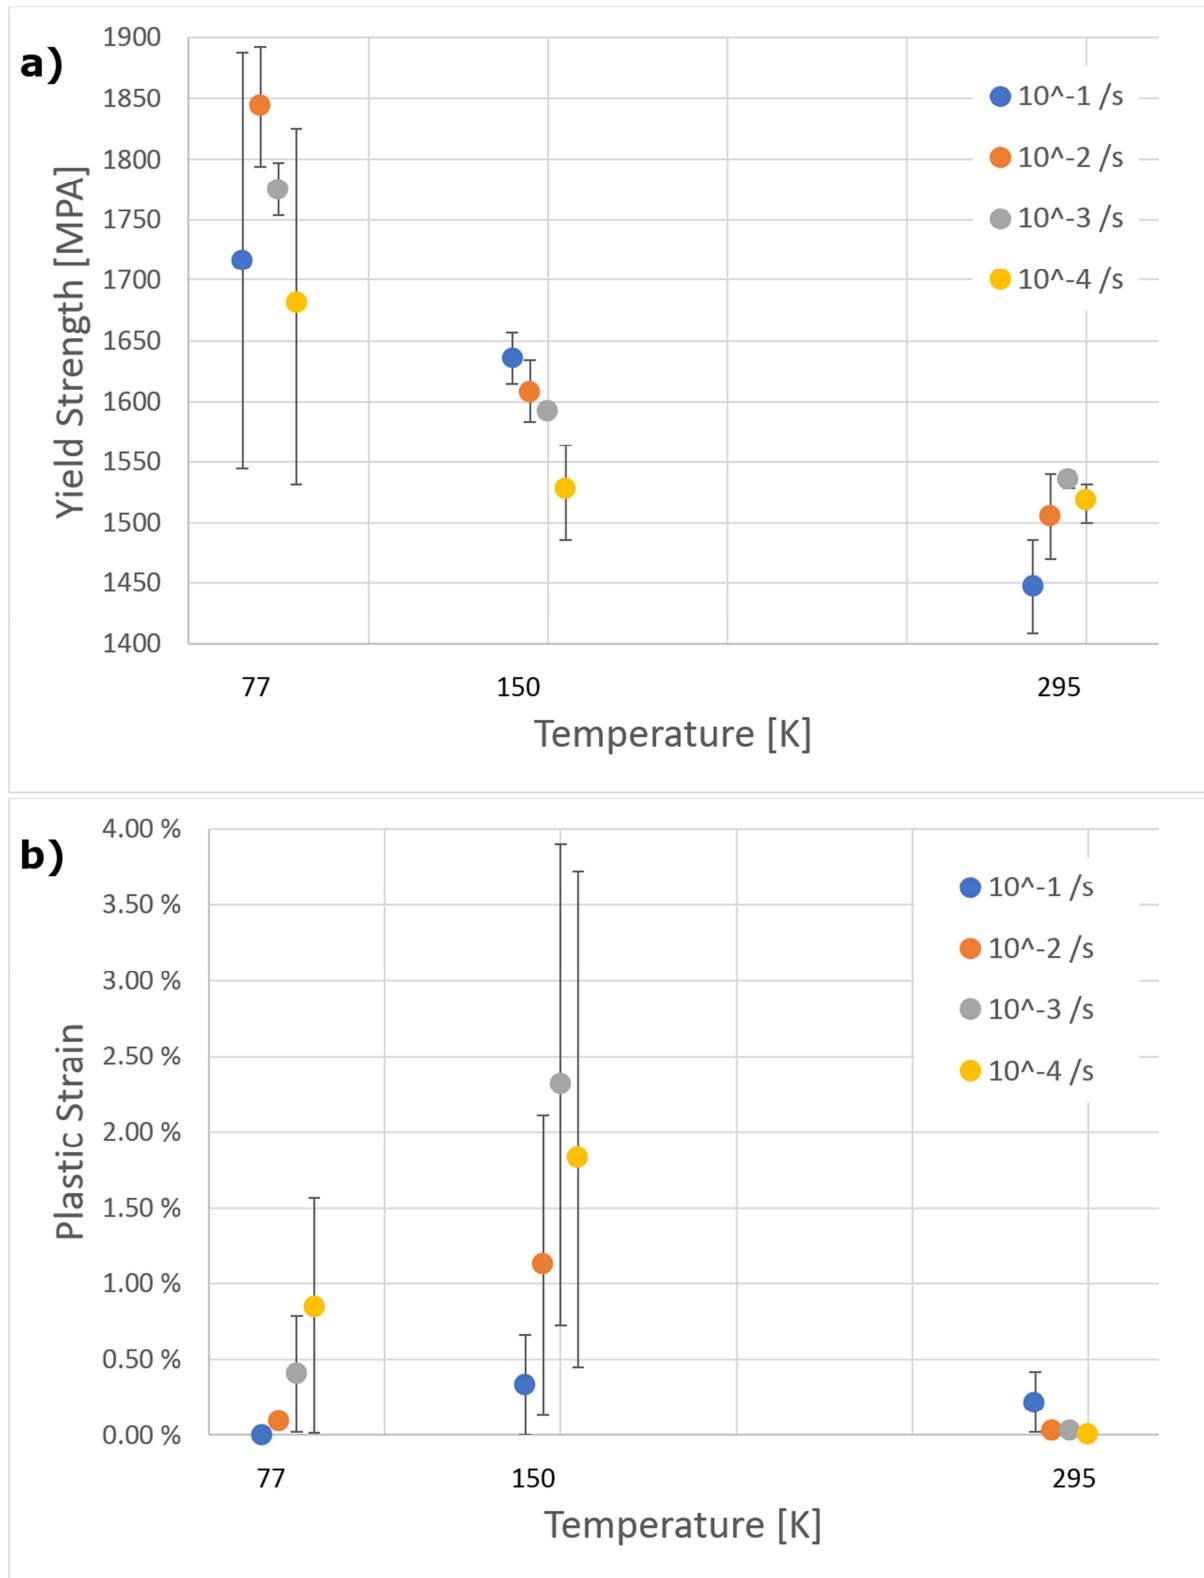 a)
Yield Strength [MPA]
1900
1850
1800
1750
1700
1650
1600
1550
1500
1450
1400
10^-1 /s
10^-2 /s
10^-3 /s
10^-4 /s
77 150 295
Temperature [K]
b)
Plastic Strain
4.00 %
3.50 %
3.00 %
2.50 %
2.00 %
1.50 %
1.00 %
0.50 %
0.00 %
10^-1 /s
10^-2 /s
10^-3 /s
10^-4 /s
77 150 295
Temperature [K]